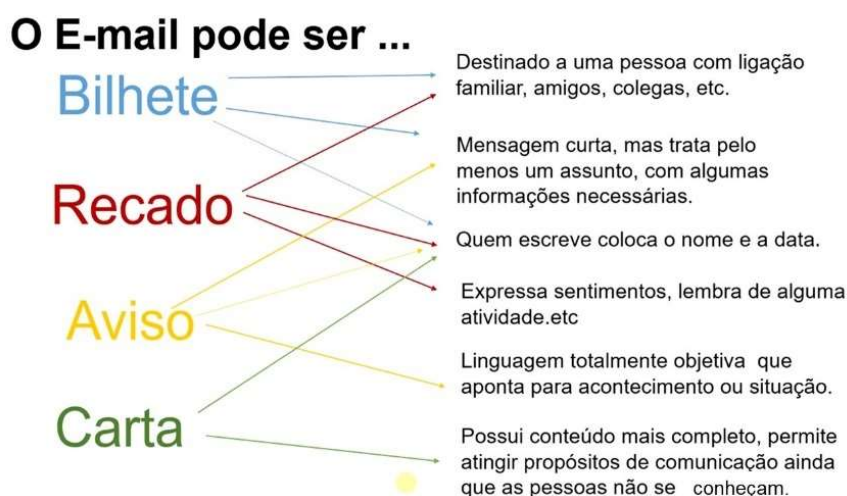 O E-mail pode ser ...
Bilhete
Recado
Aviso
Carta
Destinado a uma pessoa com ligação
familiar, amigos, colegas, etc.
Mensagem curta, mas trata pelo
menos um assunto, com algumas
informações necessárias.
Quem escreve coloca o nome e a data.
Expressa sentimentos, lembra de alguma
atividade.etc
Linguagem totalmente objetiva que
aponta para acontecimento ou situação.
Possui conteúdo mais completo, permite
atingir propósitos de comunicação ainda
que as pessoas não se conheçam.